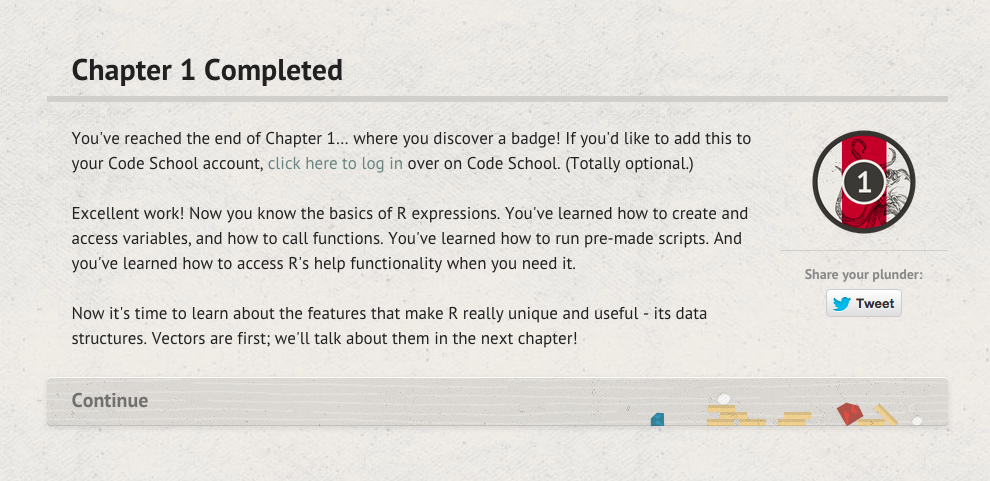 Chapter 1 Completed
You've reached the end of Chapter 1... where you discover a badge! If you'd like to add this to
your Code School account, click here to log in over on Code School. (Totally optional.)
Excellent work! Now you know the basics of R expressions. You've learned how to create and
access variables, and how to call functions. You've learned how to run pre-made scripts. And
you've learned how to access R's help functionality when you need it.
Now it's time to learn about the features that make R really unique and useful - its data
structures. Vectors are first; we'll talk about them in the next chapter!
1
Share your plunder:
Tweet
Continue